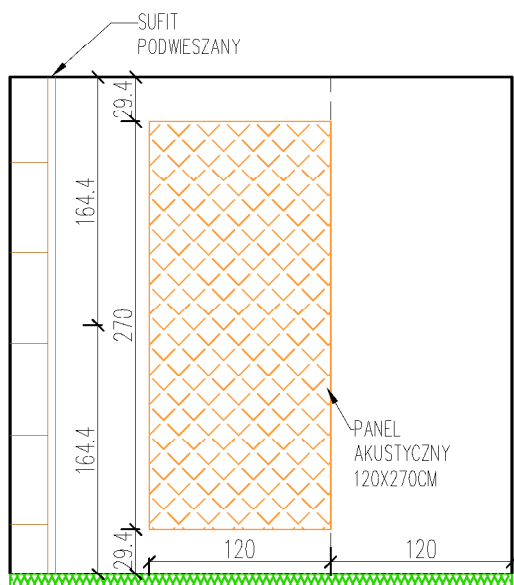 SUFIT
PODWIESZANY
29.4
164.4
270
164.4
29.4
PANEL
AKUSTYCZNY
120X270CM
120
120